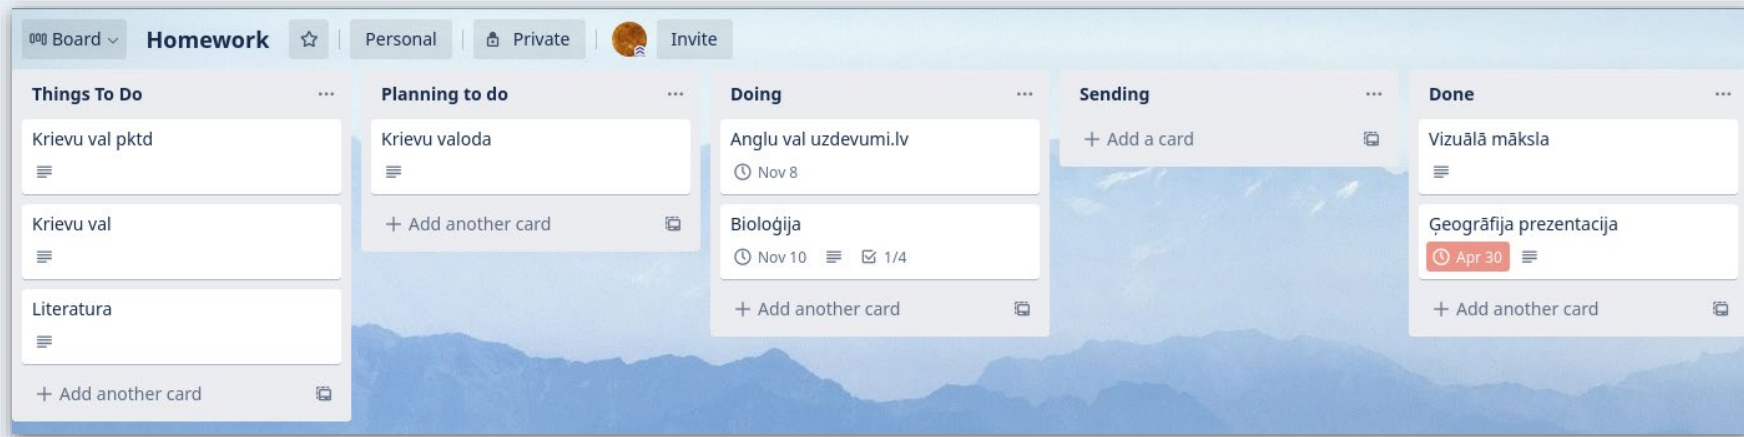 Board
Homework
Personal
Private
Invite
Things To Do
Krievu val pktd
Krievu val
Literatura
+ Add another card
Planning to do
Krievu valoda
+ Add another card
Doing
Anglu val uzdevumi.lv
Nov 8
Bioloģija
Nov 10
1/4
+ Add another card
Sending
+ Add a card
Done
Vizuālā māksla
Ģeogrāfija prezentacija
Apr 30
+ Add another card